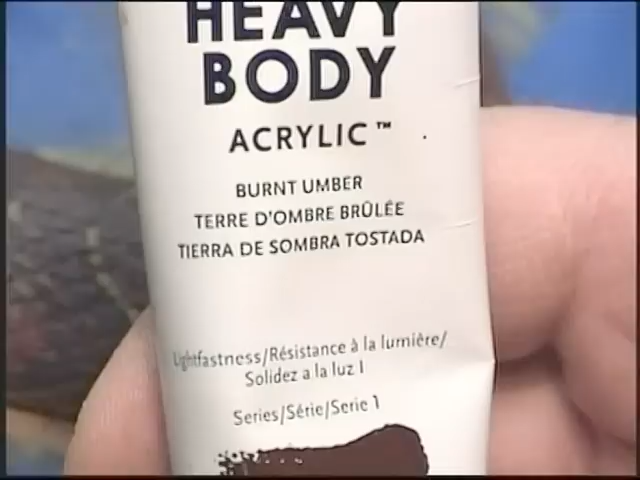 HEAVY
BODY
ACRYLIC™
BURNT UMBER
TERRE D'OMBRE BRÛLÉE
TIERRA DE SOMBRA TOSTADA
Lightfastness/Résistance à la lumière/
Solidez a la luz I
Series/Série/Serie 1